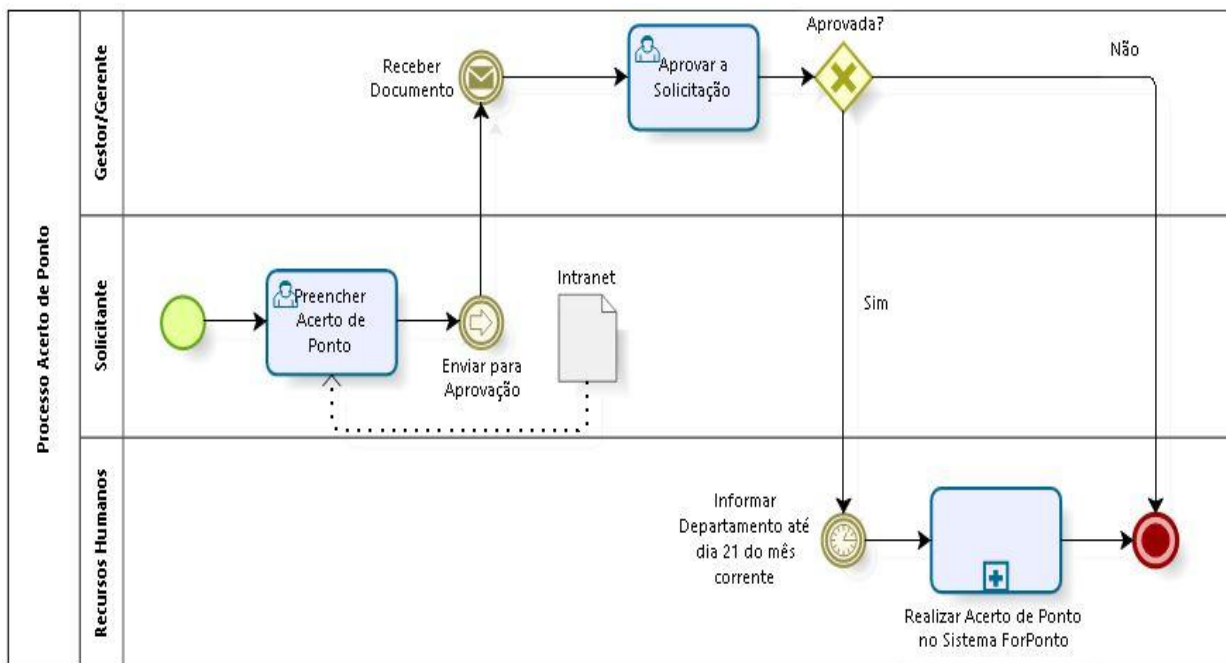 Processo Acerto de Ponto
Gestor/Gerente
Receber
Documento
Aprovar a
Solicitação
Aprovada?
Não
Solicitante
Preencher
Acerto de
Ponto
Enviar para
Aprovação
Intranet
Sim
Recursos Humanos
Informar
Departamento até
dia 21 do mês
corrente
Realizar Acerto de Ponto
no Sistema ForPonto